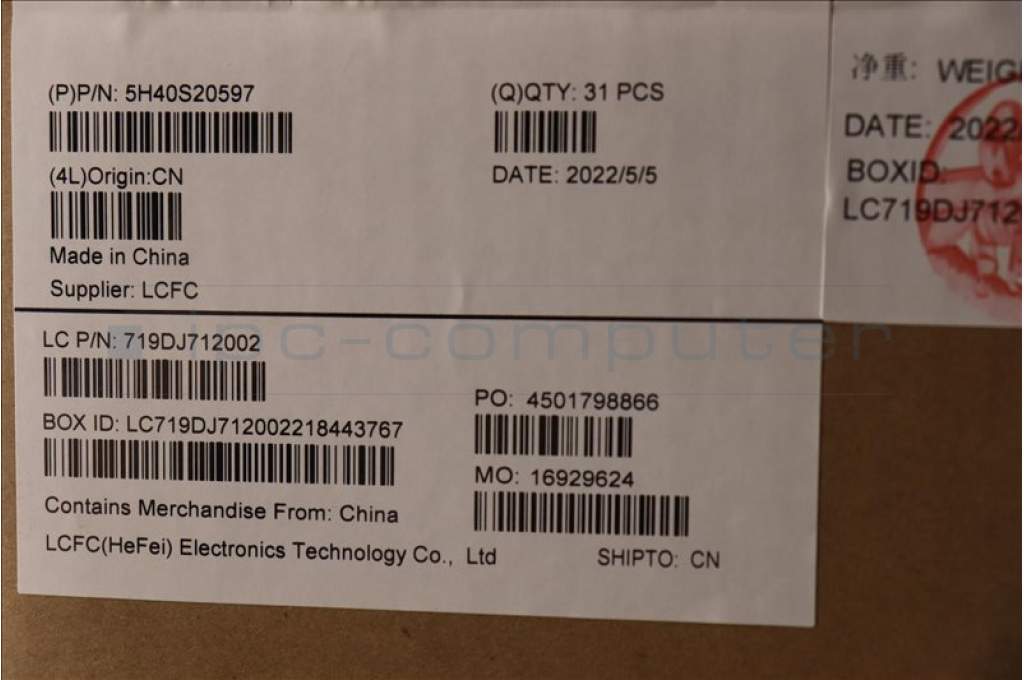 (P)P/N: 5H40S20597
(Q)QTY: 31 PCS
(4L)Origin:CN
DATE: 2022/5/5
Made in China
Supplier: LCFC
LC P/N: 719DJ712002
PO: 4501798866
BOX ID: LC719DJ712002218443767
MO: 16929624
Contains Merchandise From: China
LCFC(HeFei) Electronics Technology Co., Ltd
SHIPTO: CN
净重: WEIG
DATE: 2022
BOXID:
LC719DJ712
ipc-computer